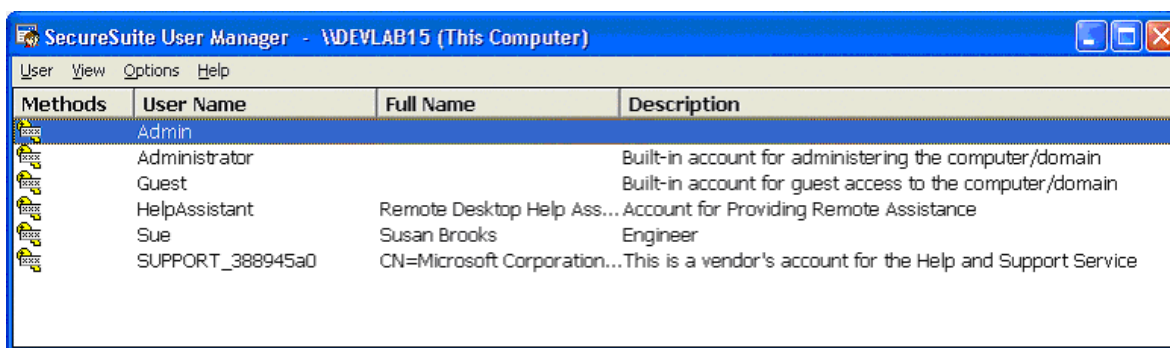 SecureSuite User Manager - \\DEVLAB15 (This Computer)
User View Options Help
Methods User Name Full Name Description
Admin
Administrator Built-in account for administering the computer/domain
Guest Built-in account for guest access to the computer/domain
HelpAssistant Remote Desktop Help Ass... Account for Providing Remote Assistance
Sue Susan Brooks Engineer
SUPPORT_388945a0 CN=Microsoft Corporation... This is a vendor's account for the Help and Support Service